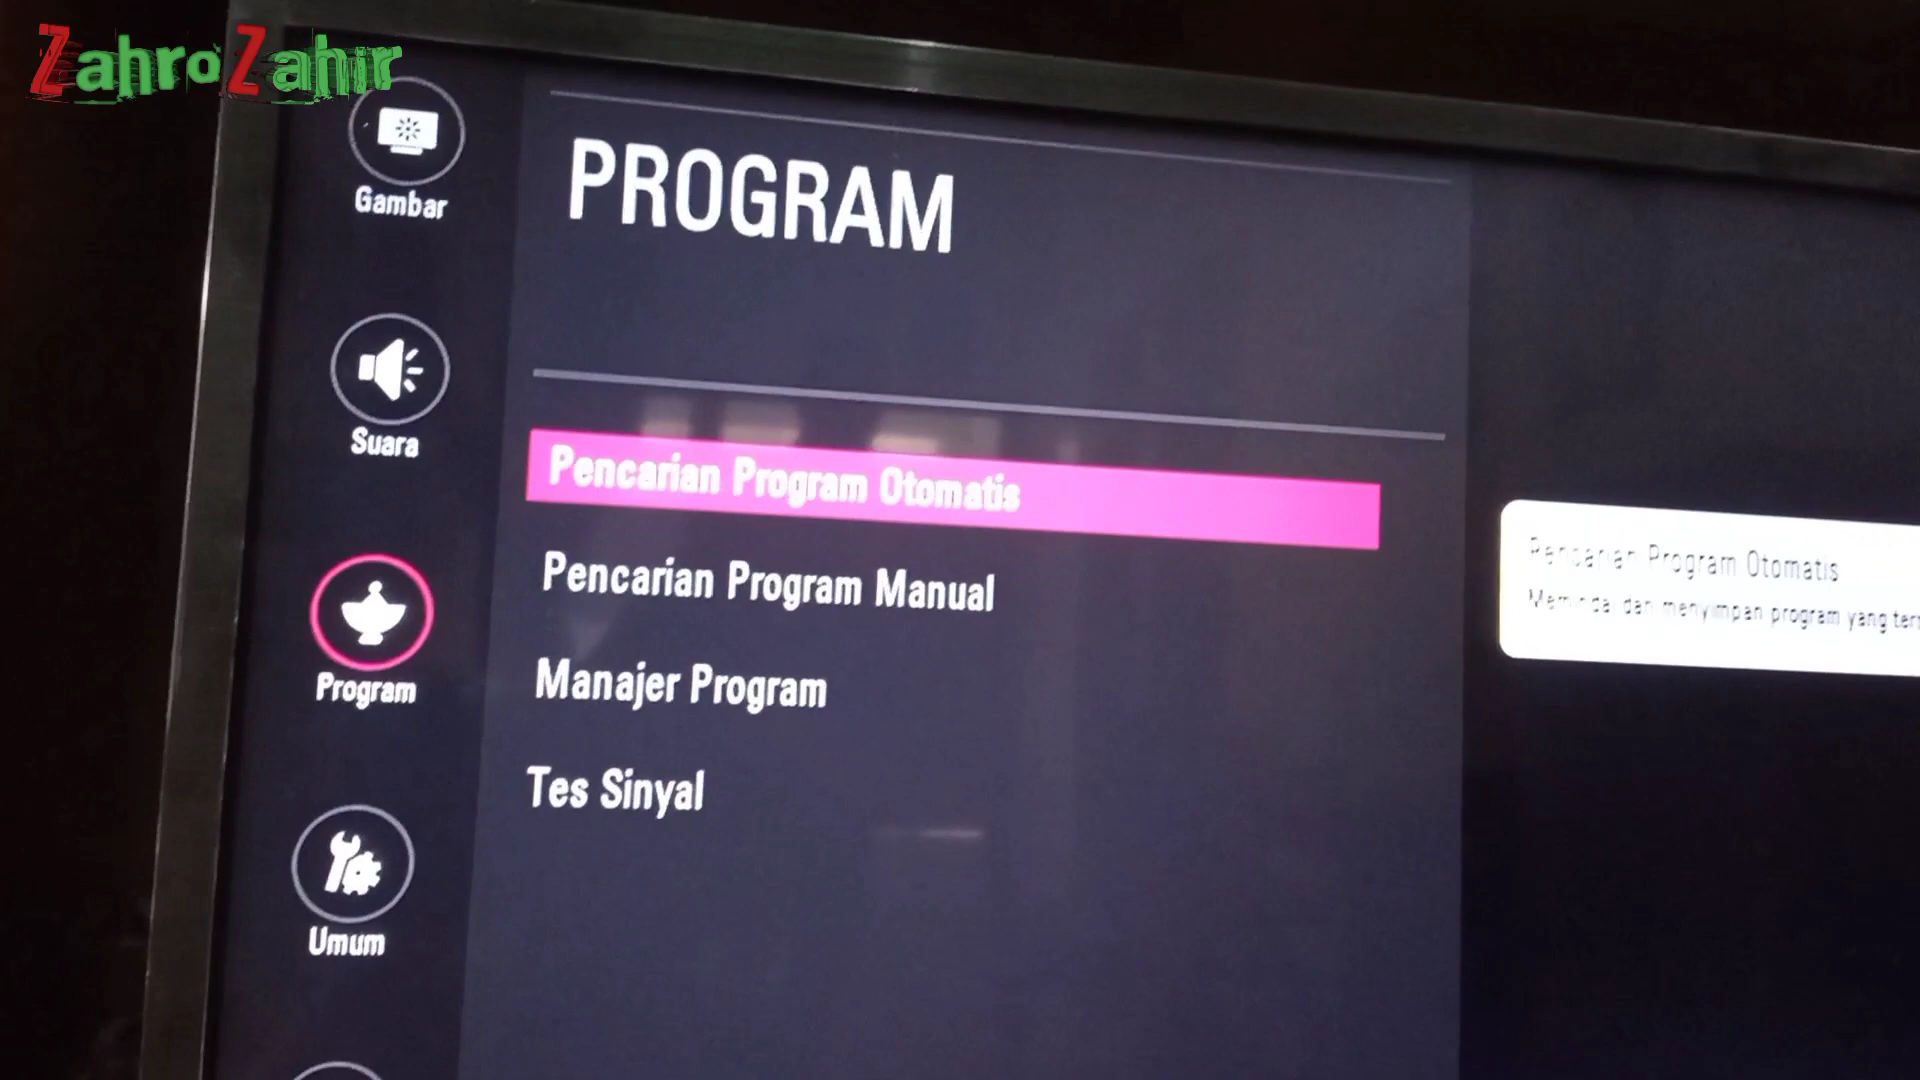 ZahroZahir
Gambar
Suara
Program
Umum
PROGRAM
Pencarian Program Otomatis
Pencarian Program Manual
Manajer Program
Tes Sinyal
Pencarian Program Otomatis
Memindai dan menyimpan program yang